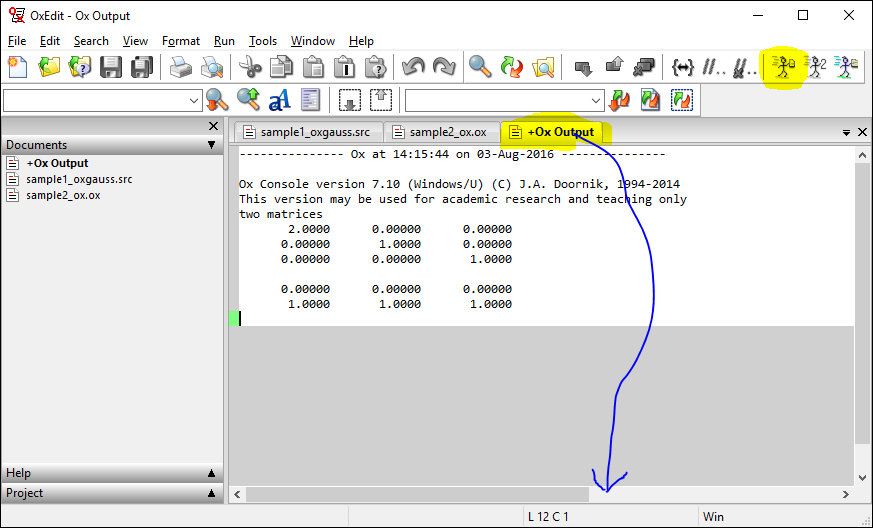 OxEdit - Ox Output
File Edit Search View Format Run Tools Window Help
Documents
+Ox Output
sample1_oxgauss.src
sample2_ox.ox
Help
Project
sample1_oxgauss.src sample2_ox.ox +Ox Output
--------------- Ox at 14:15:44 on 03-Aug-2016 ---------------
Ox Console version 7.10 (Windows/U) (C) J.A. Doornik, 1994-2014
This version may be used for academic research and teaching only
two matrices
2.0000 0.00000 0.00000
0.00000 1.0000 0.00000
0.00000 0.00000 1.0000
0.00000 0.00000 0.00000
1.0000 1.0000 1.0000
L 12 C 1 Win